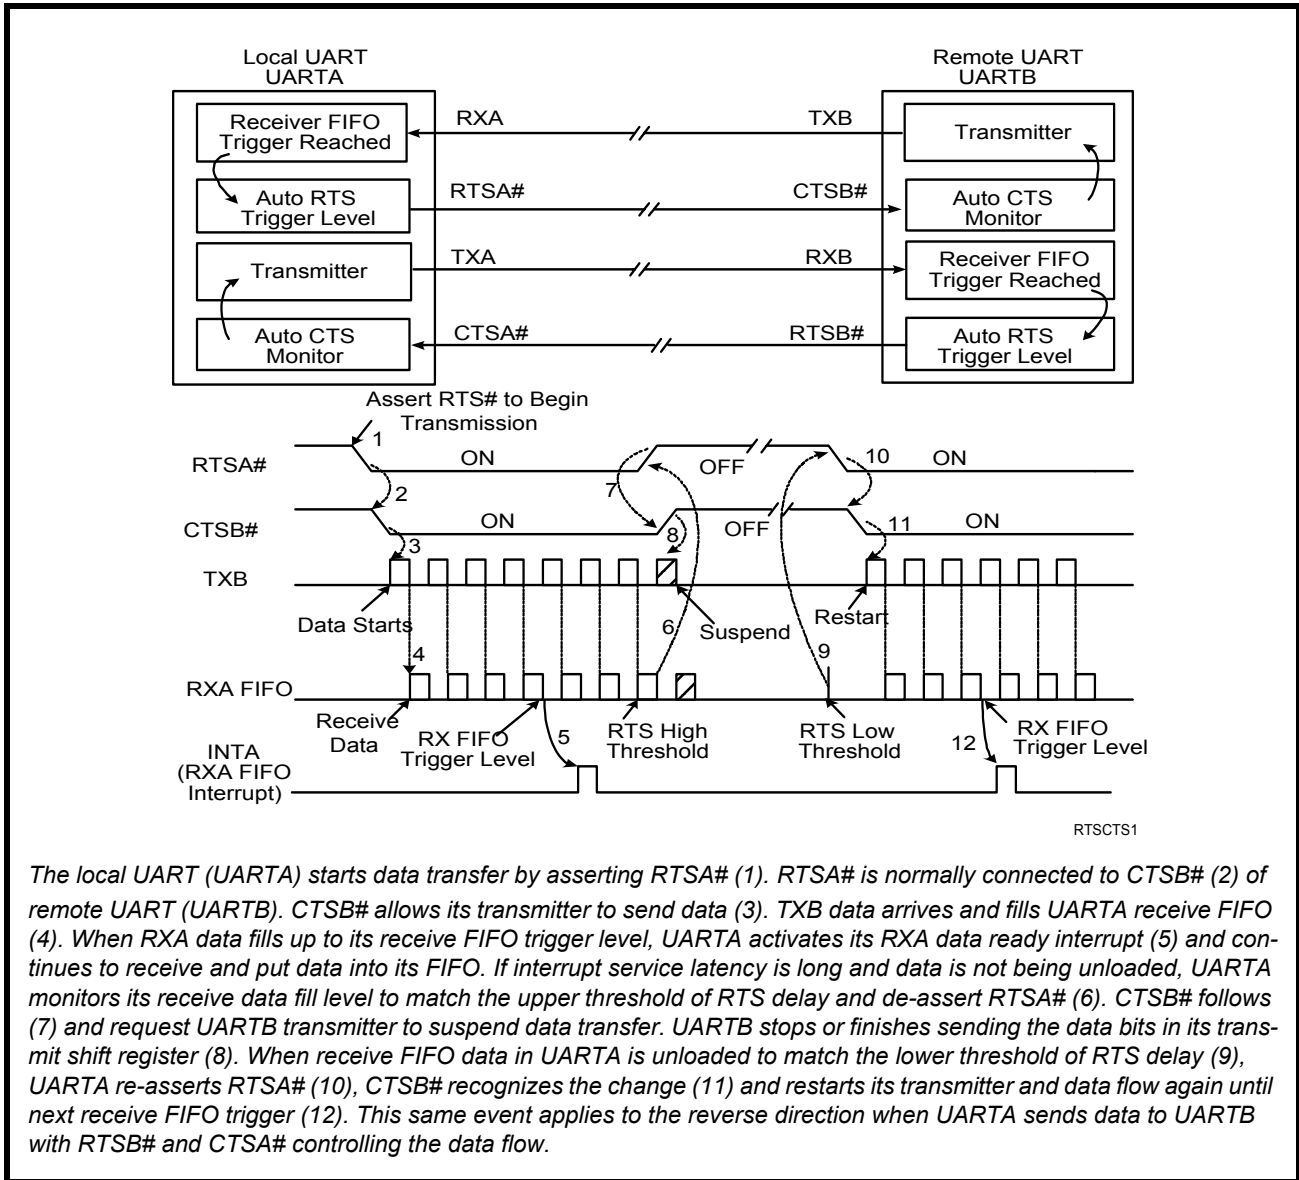 Local UART
UARTA
Remote UART
UARTB
Receiver FIFO
Trigger Reached
RXA
TXB
Transmitter
Auto RTS
Trigger Level
RTSA#
CTSB#
Auto CTS
Monitor
Transmitter
TXA
RXB
Receiver FIFO
Trigger Reached
Auto CTS
Monitor
CTSA#
RTSB#
Auto RTS
Trigger Level
Assert RTS# to Begin
Transmission
1
RTSA#
ON
OFF
10
ON
2
7
CTSB#
ON
8
OFF
11
ON
3
TXB
Data Starts
6
Suspend
Restart
4
9
RXA FIFO
Receive
Data
RX FIFO
Trigger Level
5
RTS High
Threshold
RTS Low
Threshold
12
RX FIFO
Trigger Level
INTA
(RXA FIFO
Interrupt)
RTSCTS1
The local UART (UARTA) starts data transfer by asserting RTSA# (1). RTSA# is normally connected to CTSB# (2) of
remote UART (UARTB). CTSB# allows its transmitter to send data (3). TXB data arrives and fills UARTA receive FIFO
(4). When RXA data fills up to its receive FIFO trigger level, UARTA activates its RXA data ready interrupt (5) and con-
tinues to receive and put data into its FIFO. If interrupt service latency is long and data is not being unloaded, UARTA
monitors its receive data fill level to match the upper threshold of RTS delay and de-assert RTSA# (6). CTSB# follows
(7) and request UARTB transmitter to suspend data transfer. UARTB stops or finishes sending the data bits in its trans-
mit shift register (8). When receive FIFO data in UARTA is unloaded to match the lower threshold of RTS delay (9),
UARTA re-asserts RTSA# (10), CTSB# recognizes the change (11) and restarts its transmitter and data flow again until
next receive FIFO trigger (12). This same event applies to the reverse direction when UARTA sends data to UARTB
with RTSB# and CTSA# controlling the data flow.